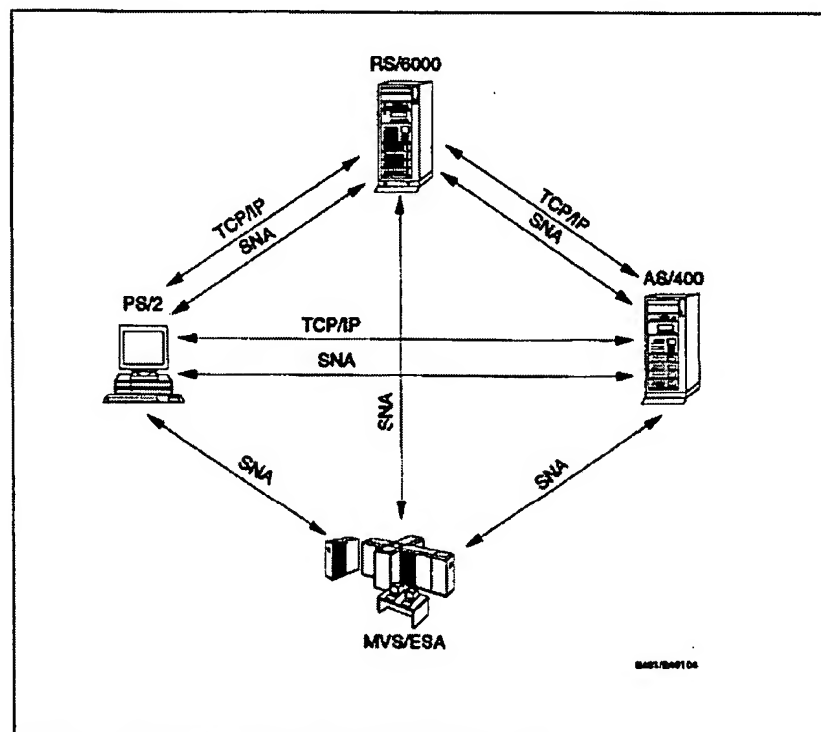 RS/6000
TCP/IP
SNA
TCP/IP
SNA
PS/2
AS/400
TCP/IP
SNA
SNA
SNA
SNA
MVS/ESA